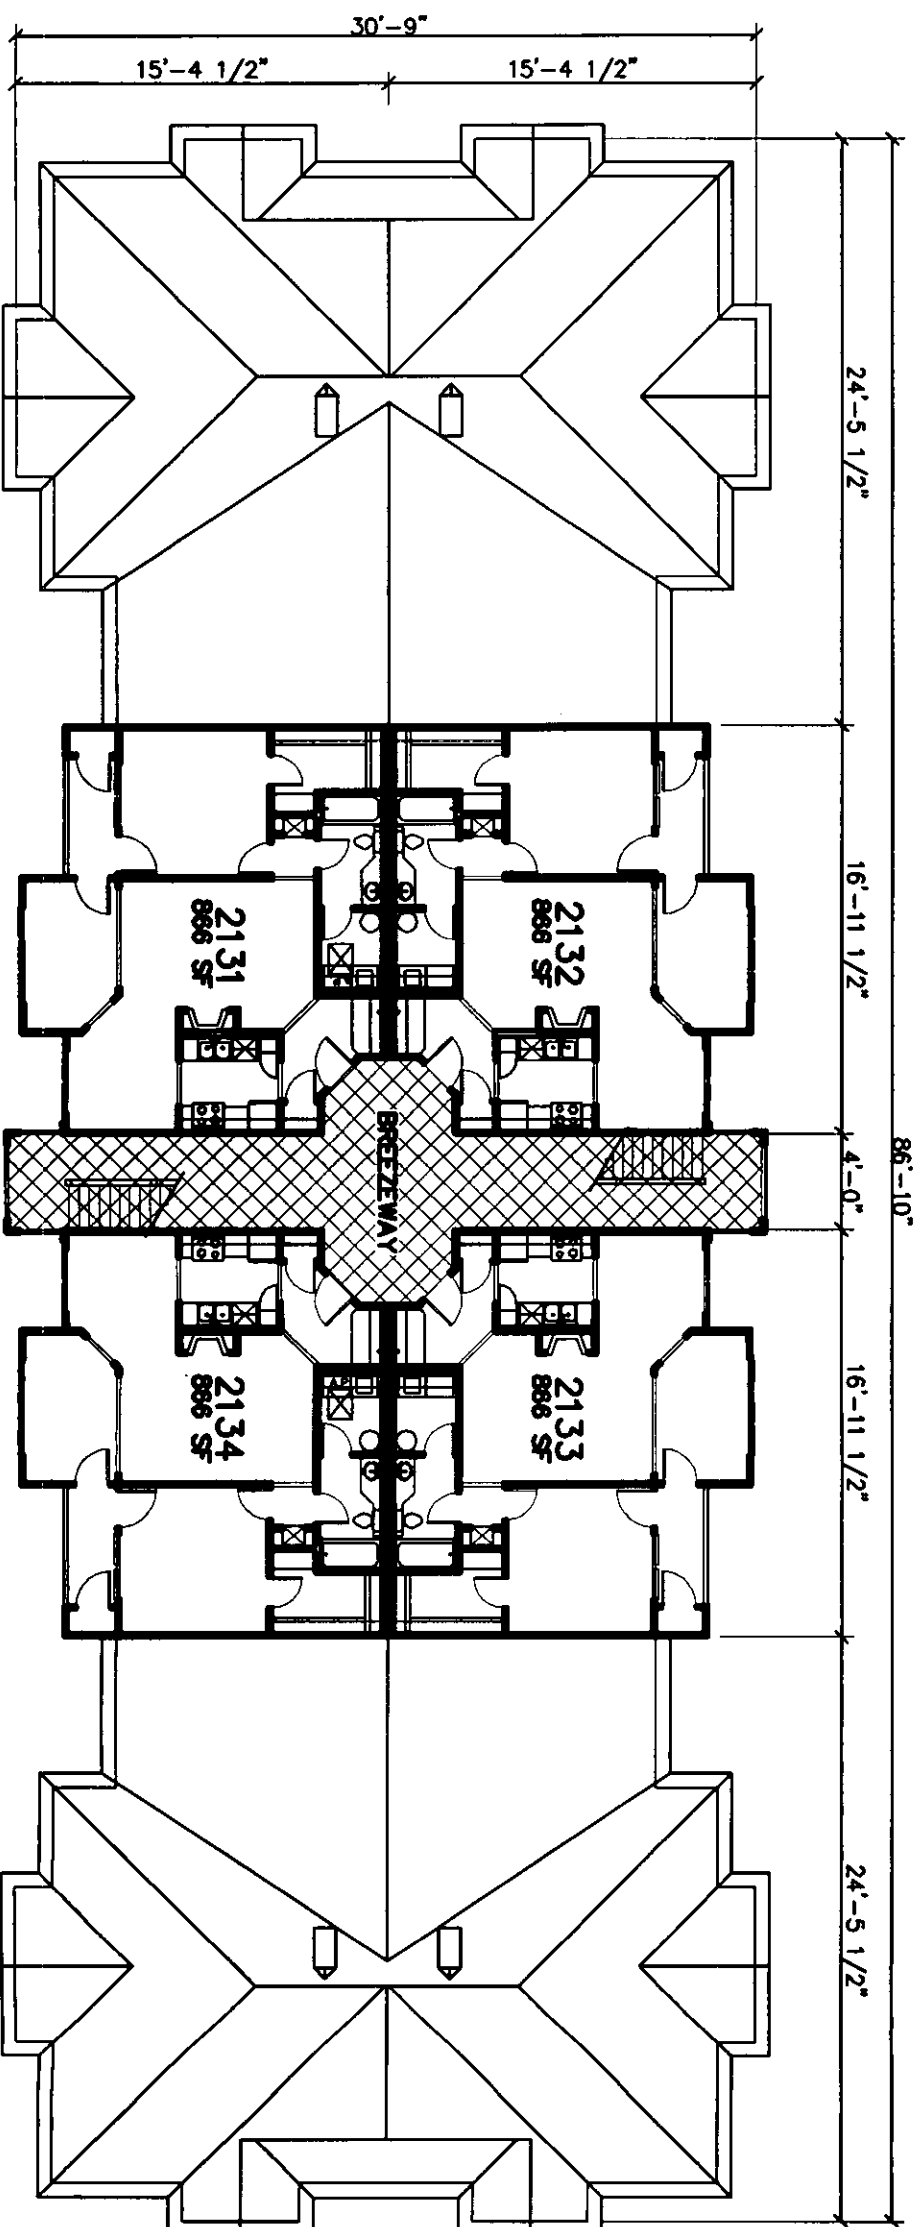 30'-9"
15'-4 1/2"
15'-4 1/2"
86'-10"
24'-5 1/2"
16'-11 1/2"
4'-0"
16'-11 1/2"
24'-5 1/2"
2132
866 SF
2131
866 SF
BREEZEWAY
2133
866 SF
2134
866 SF